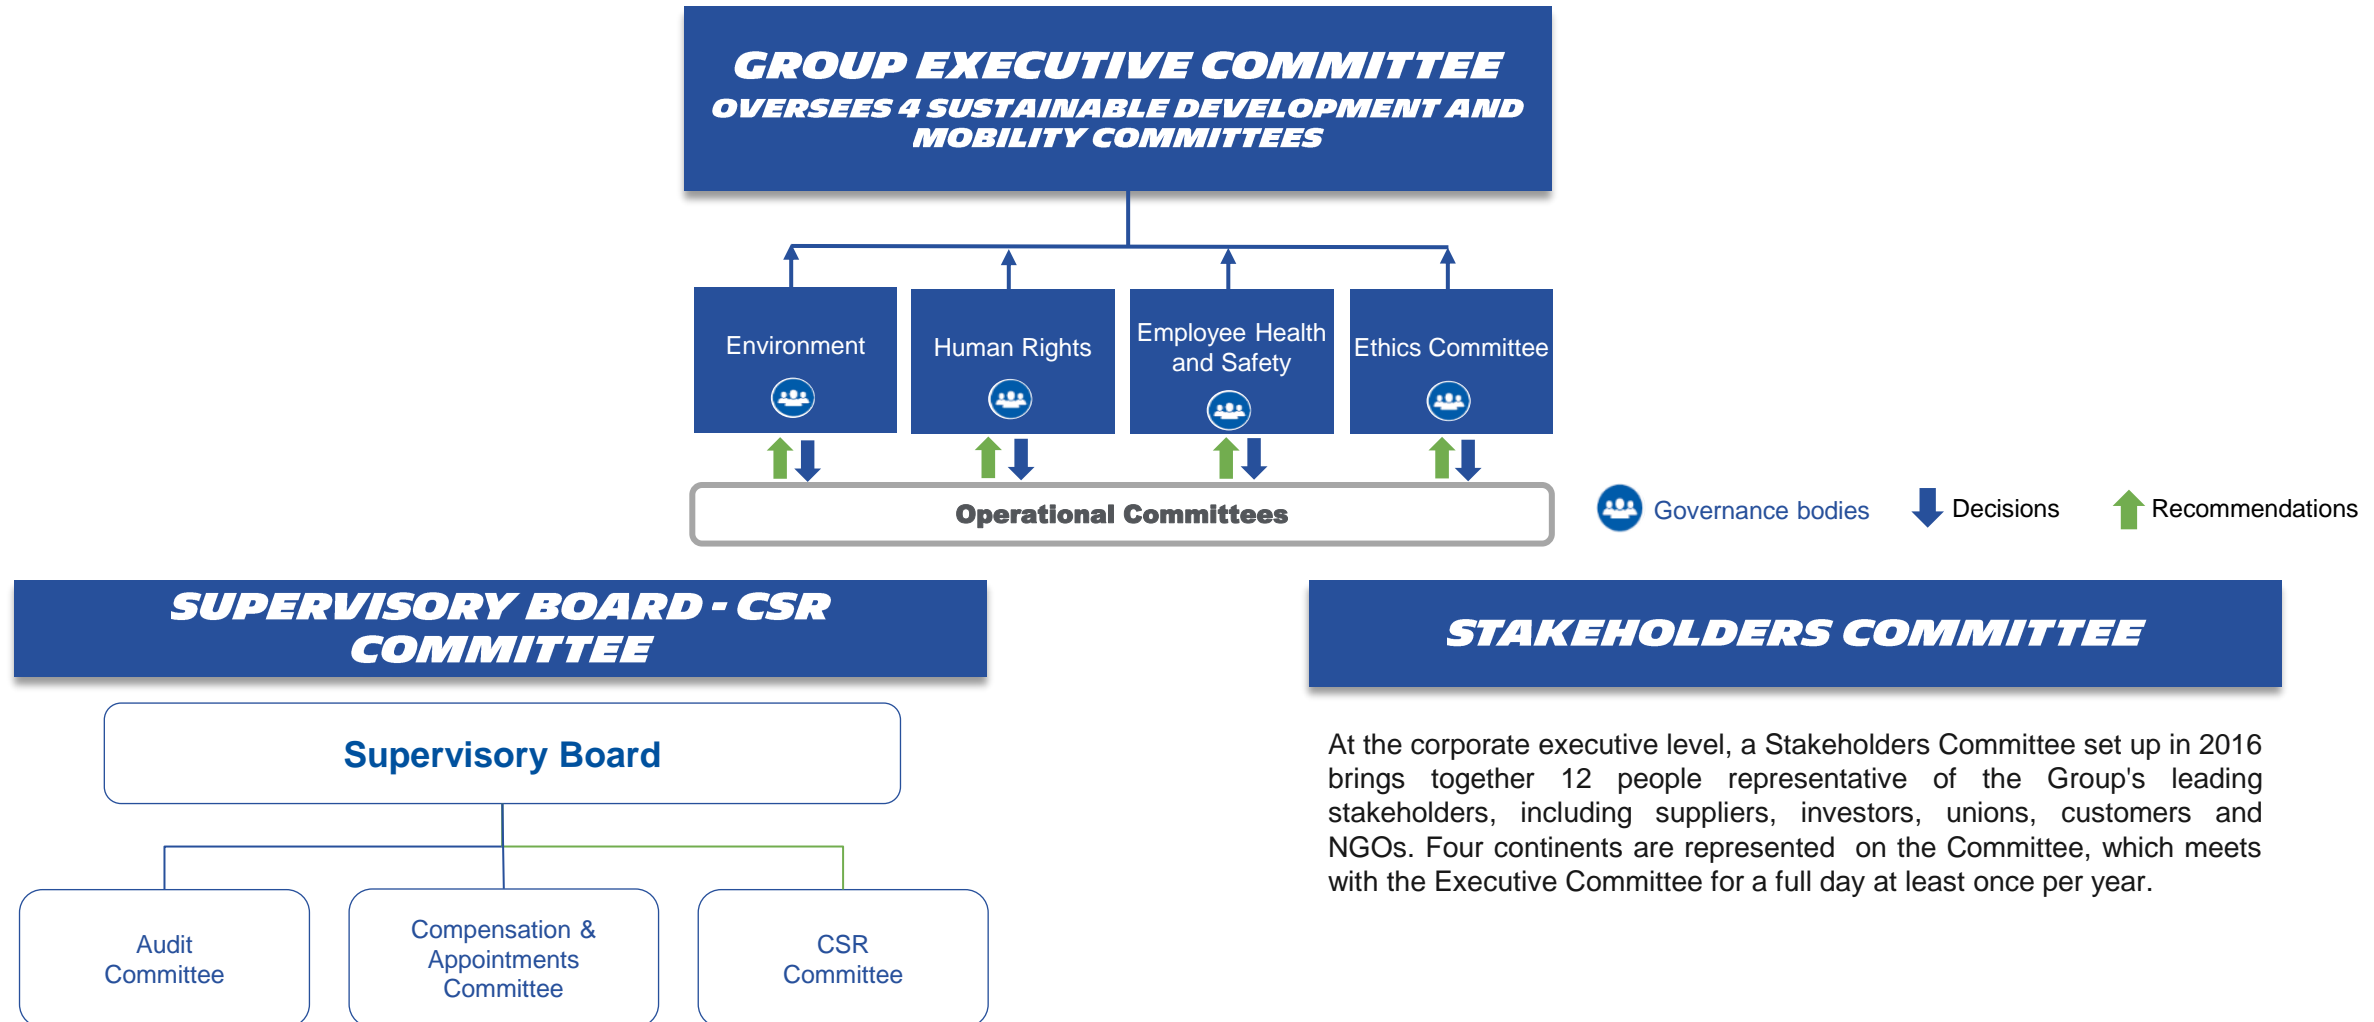 GROUP EXECUTIVE COMMITTEE
OVERSEES 4 SUSTAINABLE DEVELOPMENT AND
MOBILITY COMMITTEES
Environment
Human Rights
Employee Health
and Safety
Ethics Committee
Operational Committees
Governance bodies
Decisions
Recommendations
SUPERVISORY BOARD - CSR
COMMITTEE
Supervisory Board
Audit
Committee
Compensation &
Appointments
Committee
CSR
Committee
STAKEHOLDERS COMMITTEE
At the corporate executive level, a Stakeholders Committee set up in 2016
brings together 12 people representative of the Group's leading
stakeholders, including suppliers, investors, unions, customers and
NGOs. Four continents are represented on the Committee, which meets
with the Executive Committee for a full day at least once per year.